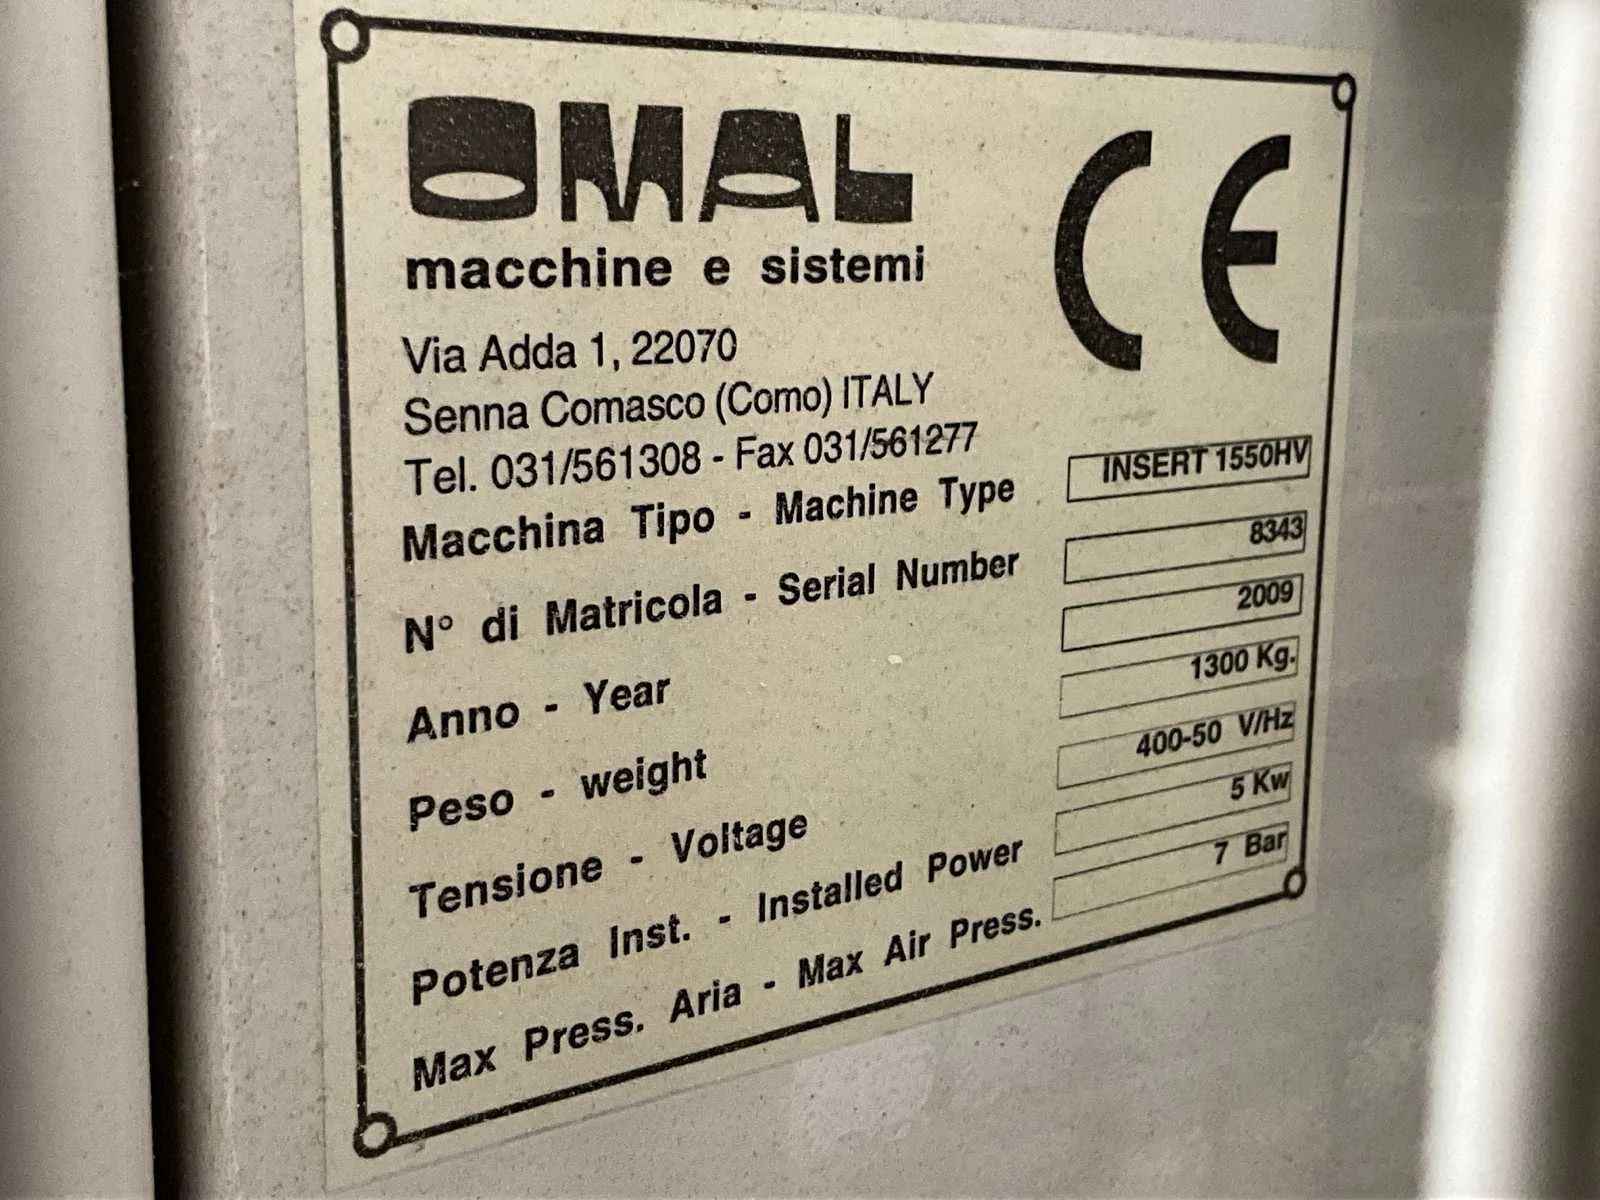 OMAL
CE
macchine e sistemi
Via Adda 1, 22070
Senna Comasco (Como) ITALY
Tel. 031/561308 - Fax 031/561277
Macchina Tipo - Machine Type INSERT 1550HV
N° di Matricola - Serial Number 8343
Anno - Year 2009
Peso - weight 1300 Kg.
Tensione - Voltage 400-50 V/Hz
Potenza Inst. - Installed Power 5 Kw
Max Press. Aria - Max Air Press. 7 Bar